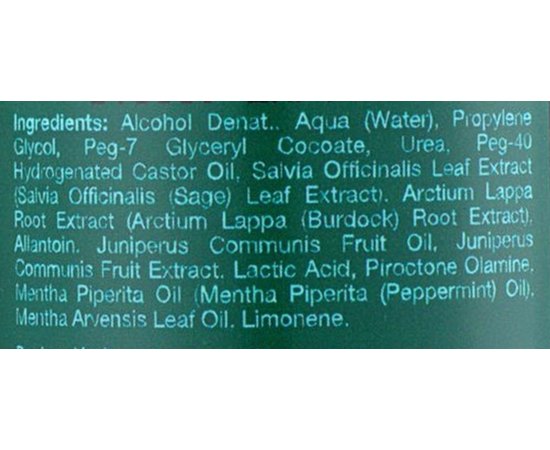 Ingredients: Alcohol Denat.. Aqua (Water), Propylene
Glycol, Peg-7 Glyceryl Cocoate, Urea, Peg-40
Hydrogenated Castor Oil, Salvia Officinalis Leaf Extract
(Salvia Officinalis (Sage) Leaf Extract). Arctium Lappa
Root Extract (Arctium Lappa (Burdock) Root Extract),
Allantoin. Juniperus Communis Fruit Oil, Juniperus
Communis Fruit Extract. Lactic Acid, Piroctone Olamine,
Mentha Piperita Oil (Mentha Piperita (Peppermint) Oil),
Mentha Arvensis Leaf Oil. Limonene.